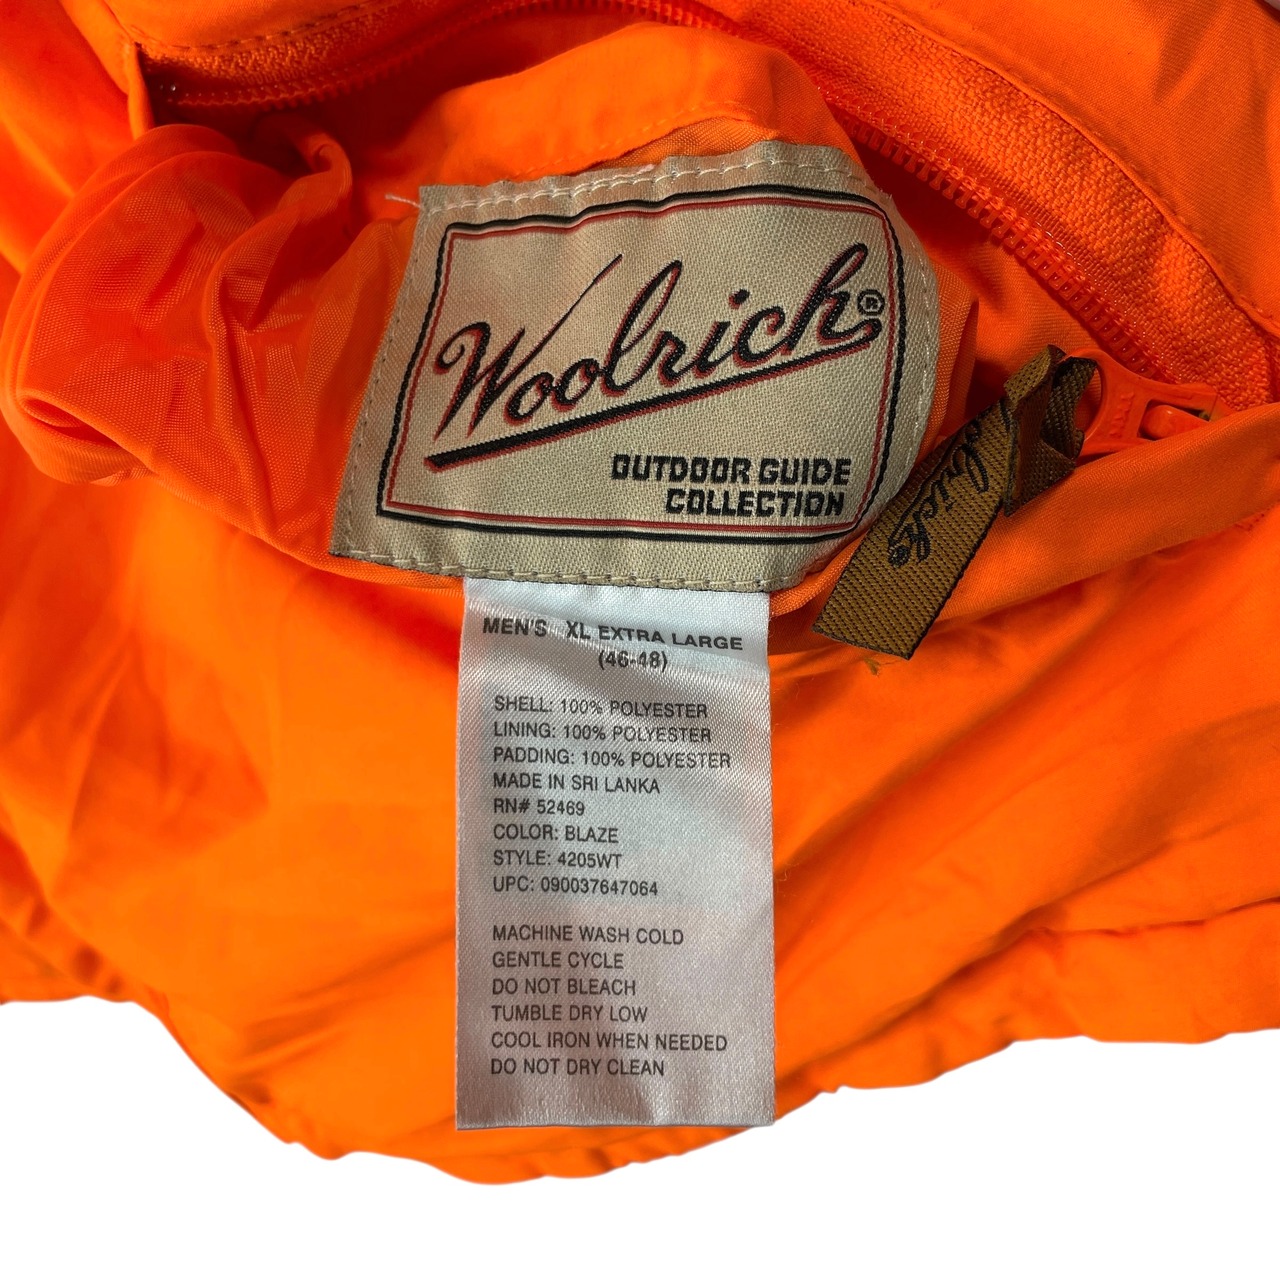 Woolrich®
OUTDOOR GUIDE
COLLECTION
Woolrich®
MEN'S XL EXTRA LARGE
(46-48)
SHELL: 100% POLYESTER
LINING: 100% POLYESTER
PADDING: 100% POLYESTER
MADE IN SRI LANKA
RN# 52469
COLOR: BLAZE
STYLE: 4205WT
UPC: 090037647064
MACHINE WASH COLD
GENTLE CYCLE
DO NOT BLEACH
TUMBLE DRY LOW
COOL IRON WHEN NEEDED
DO NOT DRY CLEAN